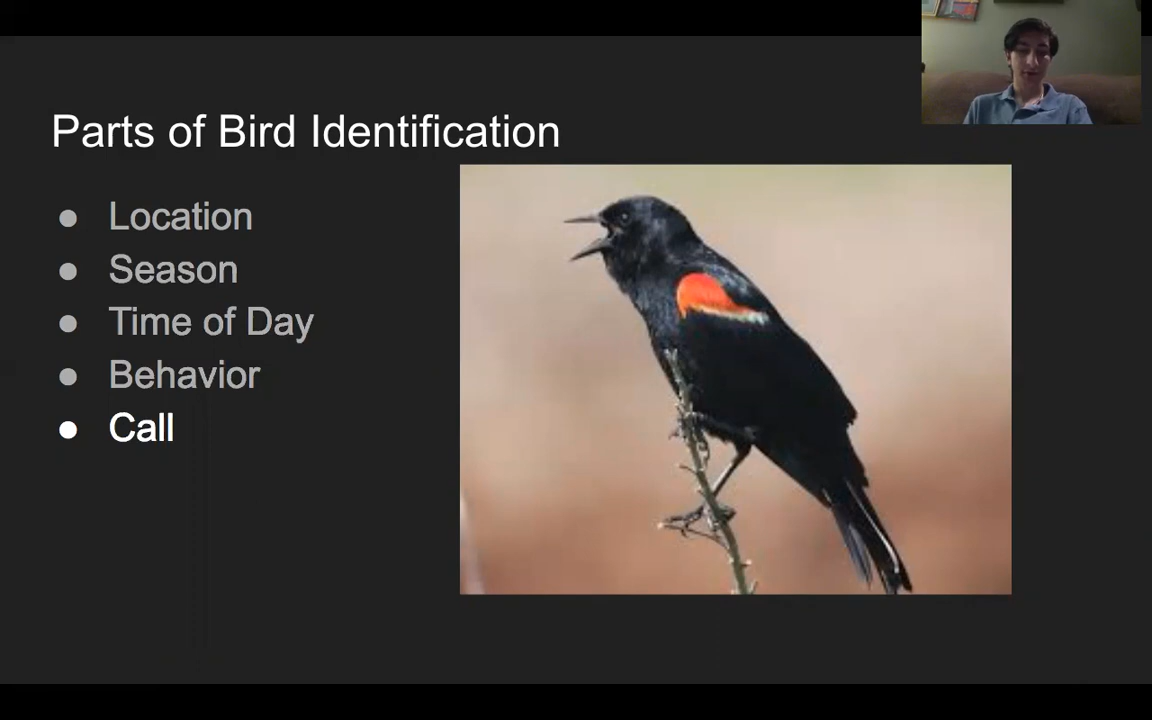 Parts of Bird Identification
● Location
● Season
● Time of Day
● Behavior
● Call